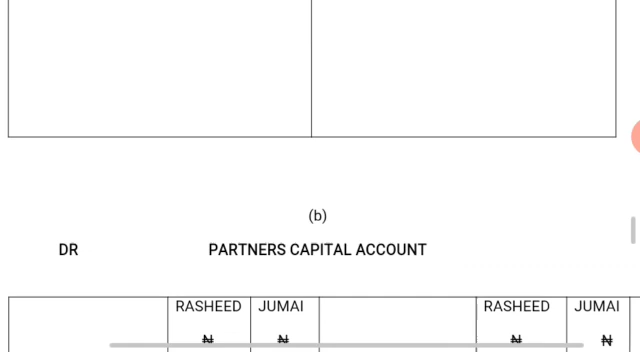 (b)
DR PARTNERS CAPITAL ACCOUNT
RASHEED JUMAI RASHEED JUMAI
₦ ₦ ₦ ₦